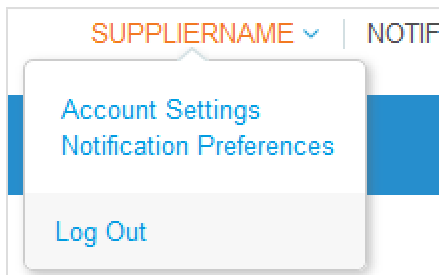 SUPPLIERNAME NOTIF
Account Settings
Notification Preferences
Log Out